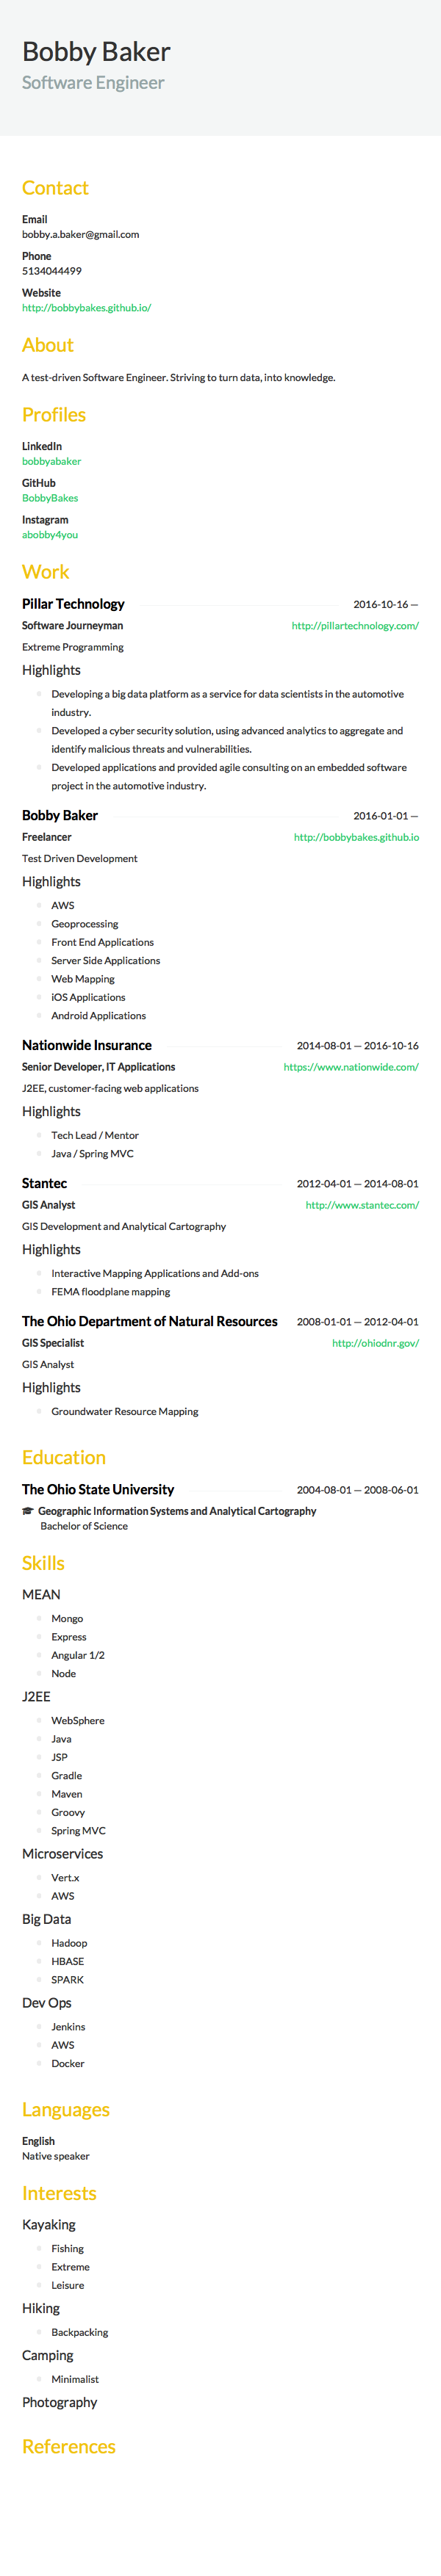 Bobby Baker
Software Engineer
Contact
Email
bobby.a.baker@gmail.com
Phone
5134044499
Website
http://bobbybakes.github.io/
About
A test-driven Software Engineer. Striving to turn data, into knowledge.
Profiles
LinkedIn
bobbyabaker
GitHub
BobbyBakes
Instagram
abobby4you
Work
Pillar Technology 2016-10-16 —
Software Journeyman http://pillartechnology.com/
Extreme Programming
Highlights
Developing a big data platform as a service for data scientists in the automotive
industry.
Developed a cyber security solution, using advanced analytics to aggregate and
identify malicious threats and vulnerabilities.
Developed applications and provided agile consulting on an embedded software
project in the automotive industry.
Bobby Baker 2016-01-01 —
Freelancer http://bobbybakes.github.io
Test Driven Development
Highlights
AWS
Geoprocessing
Front End Applications
Server Side Applications
Web Mapping
iOS Applications
Android Applications
Nationwide Insurance 2014-08-01 — 2016-10-16
Senior Developer, IT Applications https://www.nationwide.com/
J2EE, customer-facing web applications
Highlights
Tech Lead / Mentor
Java / Spring MVC
Stantec 2012-04-01 — 2014-08-01
GIS Analyst http://www.stantec.com/
GIS Development and Analytical Cartography
Highlights
Interactive Mapping Applications and Add-ons
FEMA floodplane mapping
The Ohio Department of Natural Resources 2008-01-01 — 2012-04-01
GIS Specialist http://ohiodnr.gov/
GIS Analyst
Highlights
Groundwater Resource Mapping
Education
The Ohio State University 2004-08-01 — 2008-06-01
Geographic Information Systems and Analytical Cartography
Bachelor of Science
Skills
MEAN
Mongo
Express
Angular 1/2
Node
J2EE
WebSphere
Java
JSP
Gradle
Maven
Groovy
Spring MVC
Microservices
Vert.x
AWS
Big Data
Hadoop
HBASE
SPARK
Dev Ops
Jenkins
AWS
Docker
Languages
English
Native speaker
Interests
Kayaking
Fishing
Extreme
Leisure
Hiking
Backpacking
Camping
Minimalist
Photography
References